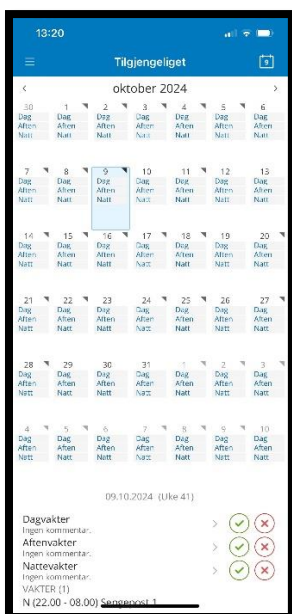 13:20
Tilgjengeliget
9
oktober 2024
30 1 2 3 4 5 6
Dag Dag Dag Dag Dag Dag Dag
Aften Aften Aften Aften Aften Aften Aften
Natt Natt Natt Natt Natt Natt Natt
7 8 9 10 11 12 13
Dag Dag Dag Dag Dag Dag Dag
Aften Aften Aften Aften Aften Aften Aften
Natt Natt Natt Natt Natt Natt Natt
14 15 16 17 18 19 20
Dag Dag Dag Dag Dag Dag Dag
Aften Aften Aften Aften Aften Aften Aften
Natt Natt Natt Natt Natt Natt Natt
21 22 23 24 25 26 27
Dag Dag Dag Dag Dag Dag Dag
Aften Aften Aften Aften Aften Aften Aften
Natt Natt Natt Natt Natt Natt Natt
28 29 30 31 1 2 3
Dag Dag Dag Dag Dag Dag Dag
Aften Aften Aften Aften Aften Aften Aften
Natt Natt Natt Natt Natt Natt Natt
4 5 6 7 8 9 10
Dag Dag Dag Dag Dag Dag Dag
Aften Aften Aften Aften Aften Aften Aften
Natt Natt Natt Natt Natt Natt Natt
09.10.2024 (Uke 41)
Dagvakter
Ingen kommentar.
Aftenvakter
Ingen kommentar.
Nattevakter
Ingen kommentar.
VAKTER (1)
N (22.00 - 08.00) Sengepost 1